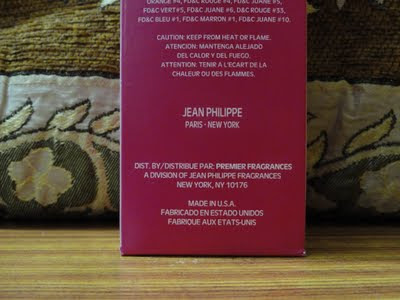 ORANGE #4, FD&C ROUGE #4, FD&C JUANE #5,
FD&C VERT #5, FD&C JUANE #6, D&C ROUGE #33,
FD&C BLEU #1, FD&C MARRON #1, FD&C JUANE #10.
CAUTION: KEEP FROM HEAT OR FLAME.
ATENCION: MANTENGA ALEJADO
DEL CALOR Y DEL FUEGO.
ATTENTION: TENIR A L'ECART DE LA
CHALEUR OU DES FLAMMES.
JEAN PHILIPPE
PARIS - NEW YORK
DIST. BY/DISTRIBUE PAR: PREMIER FRAGRANCES
A DIVISION OF JEAN PHILIPPE FRAGRANCES
NEW YORK, NY 10176
MADE IN U.S.A.
FABRICADO EN ESTADO UNIDOS
FABRIQUE AUX ETATS-UNIS